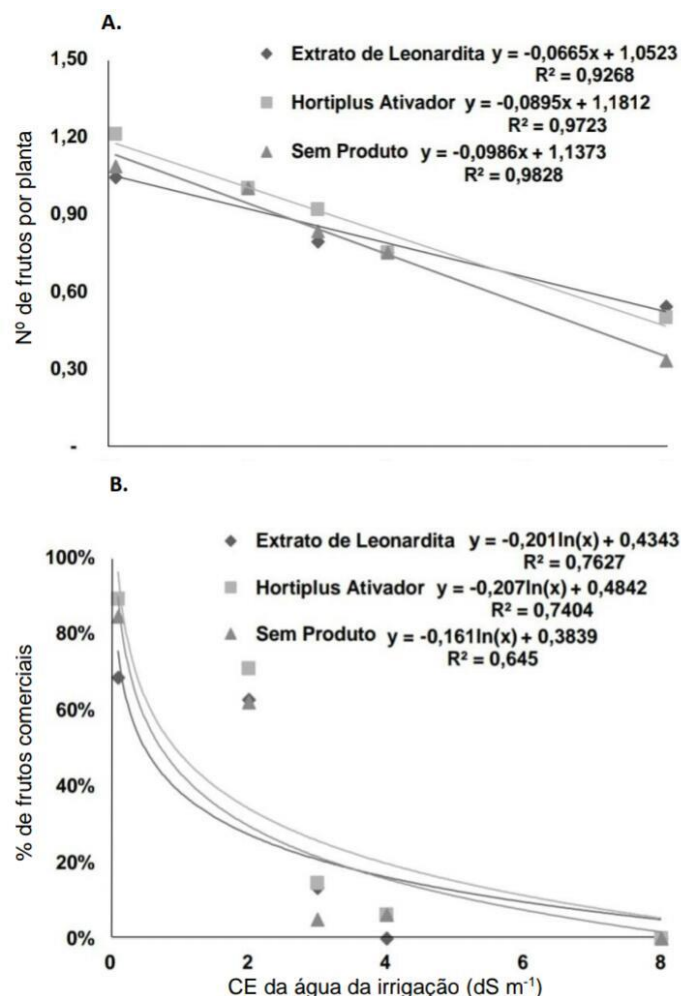 A.
Nº de frutos por planta
1,50
1,20
0,90
0,60
0,30
-
Extrato de Leonardita y = -0,0665x + 1,0523
R² = 0,9268
Hortiplus Ativador y = -0,0895x + 1,1812
R² = 0,9723
Sem Produto y = -0,0986x + 1,1373
R² = 0,9828
B.
% de frutos comerciais
100%
80%
60%
40%
20%
0%
Extrato de Leonardita y = -0,201ln(x) + 0,4343
R² = 0,7627
Hortiplus Ativador y = -0,207ln(x) + 0,4842
R² = 0,7404
Sem Produto y = -0,161ln(x) + 0,3839
R² = 0,645
0 2 4 6 8
CE da água da irrigação (dS m⁻¹)